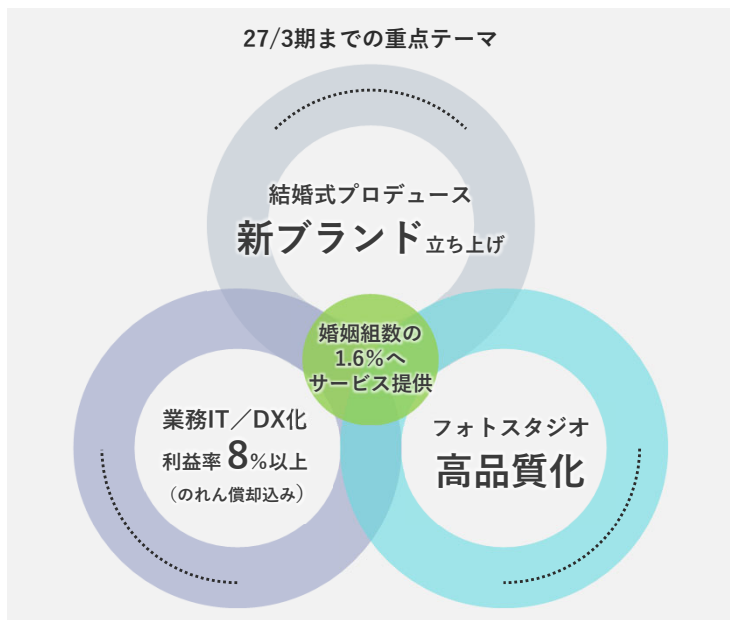 27/3期までの重点テーマ
結婚式プロデュース
新ブランド立ち上げ
婚姻組数の
1.6%へ
サービス提供
業務IT／DX化
利益率 8%以上
（のれん償却込み）
フォトスタジオ
高品質化